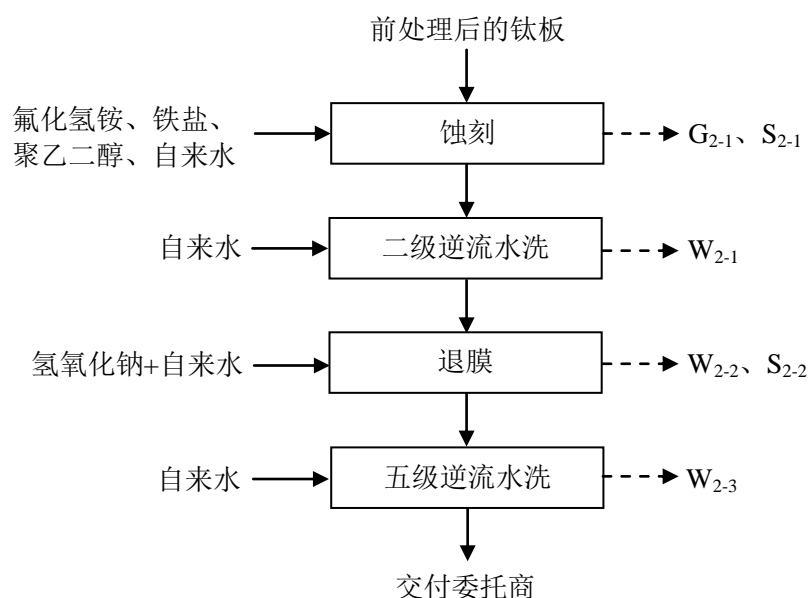 前处理后的钛板
氟化氢铵、铁盐、
聚乙二醇、自来水
蚀刻
G2-1、S2-1
自来水
二级逆流水洗
W2-1
氢氧化钠+自来水
退膜
W2-2、S2-2
自来水
五级逆流水洗
W2-3
交付委托商